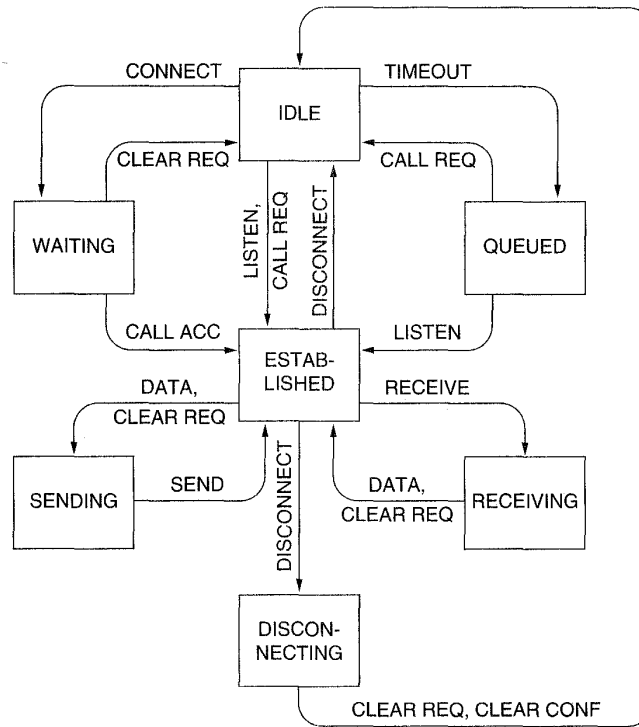 CONNECT
TIMEOUT
IDLE
CLEAR REQ
CALL REQ
WAITING
LISTEN,
CALL REQ
DISCONNECT
QUEUED
CALL ACC
LISTEN
ESTAB-
LISHED
DATA,
CLEAR REQ
RECEIVE
SENDING
SEND
DISCONNECT
DATA,
CLEAR REQ
RECEIVING
DISCON-
NECTING
CLEAR REQ, CLEAR CONF